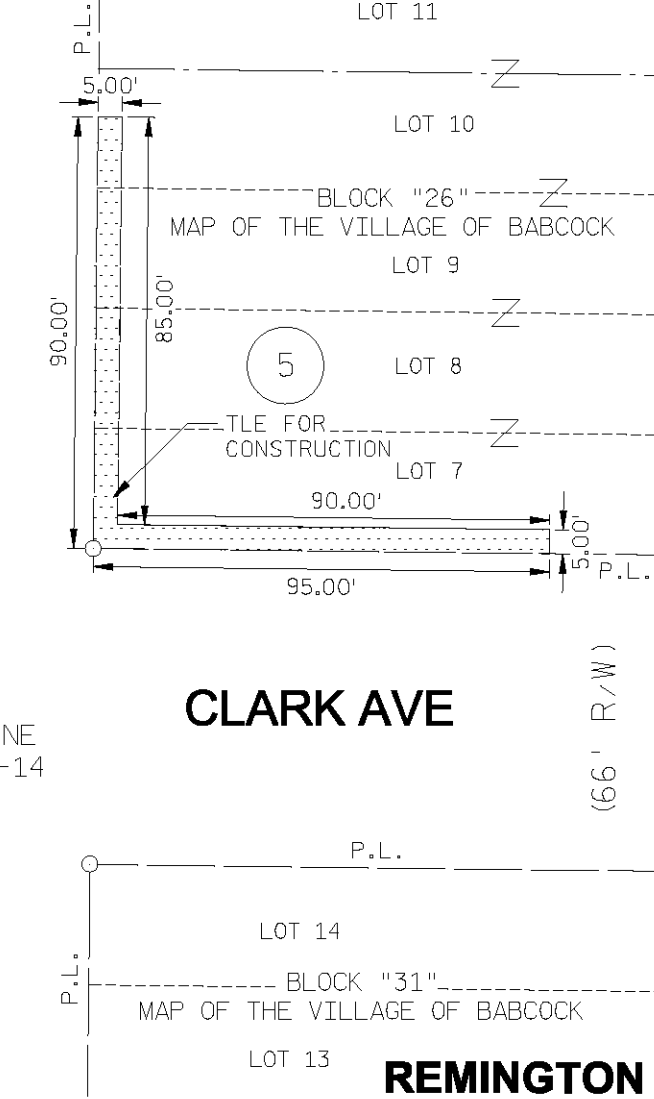 LOT 11
P.L.
5.00'
LOT 10
BLOCK "26"
MAP OF THE VILLAGE OF BABCOCK
LOT 9
90.00'
85.00'
5
LOT 8
TLE FOR
CONSTRUCTION
LOT 7
90.00'
5.00'
P.L.
95.00'
CLARK AVE
(66' R/W)
NE
-14
P.L.
LOT 14
P.L.
BLOCK "31"
MAP OF THE VILLAGE OF BABCOCK
LOT 13
REMINGTON